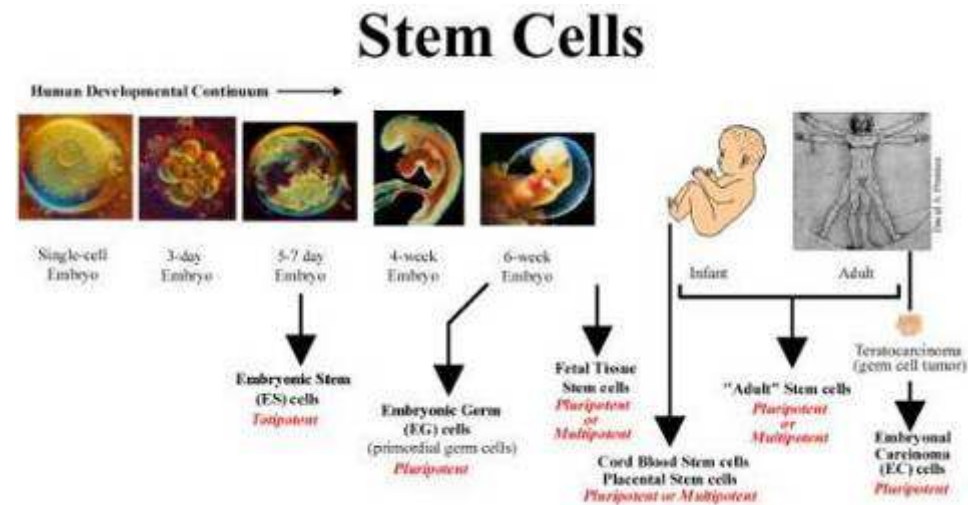 Stem Cells
Human Developmental Continuum
Single-cell
Embryo
3-day
Embryo
5-7 day
Embryo
4-week
Embryo
6-week
Embryo
Infant
Adult
Embryonic Stem
(ES) cells
Totipotent
Embryonic Germ
(EG) cells
(primordial germ cells)
Pluripotent
Fetal Tissue
Stem cells
Pluripotent
or
Multipotent
Cord Blood Stem cells
Placental Stem cells
Pluripotent or Multipotent
"Adult" Stem cells
Pluripotent
or
Multipotent
Teratocarcinoma
(germ cell tumor)
Embryonal
Carcinoma
(EC) cells
Pluripotent